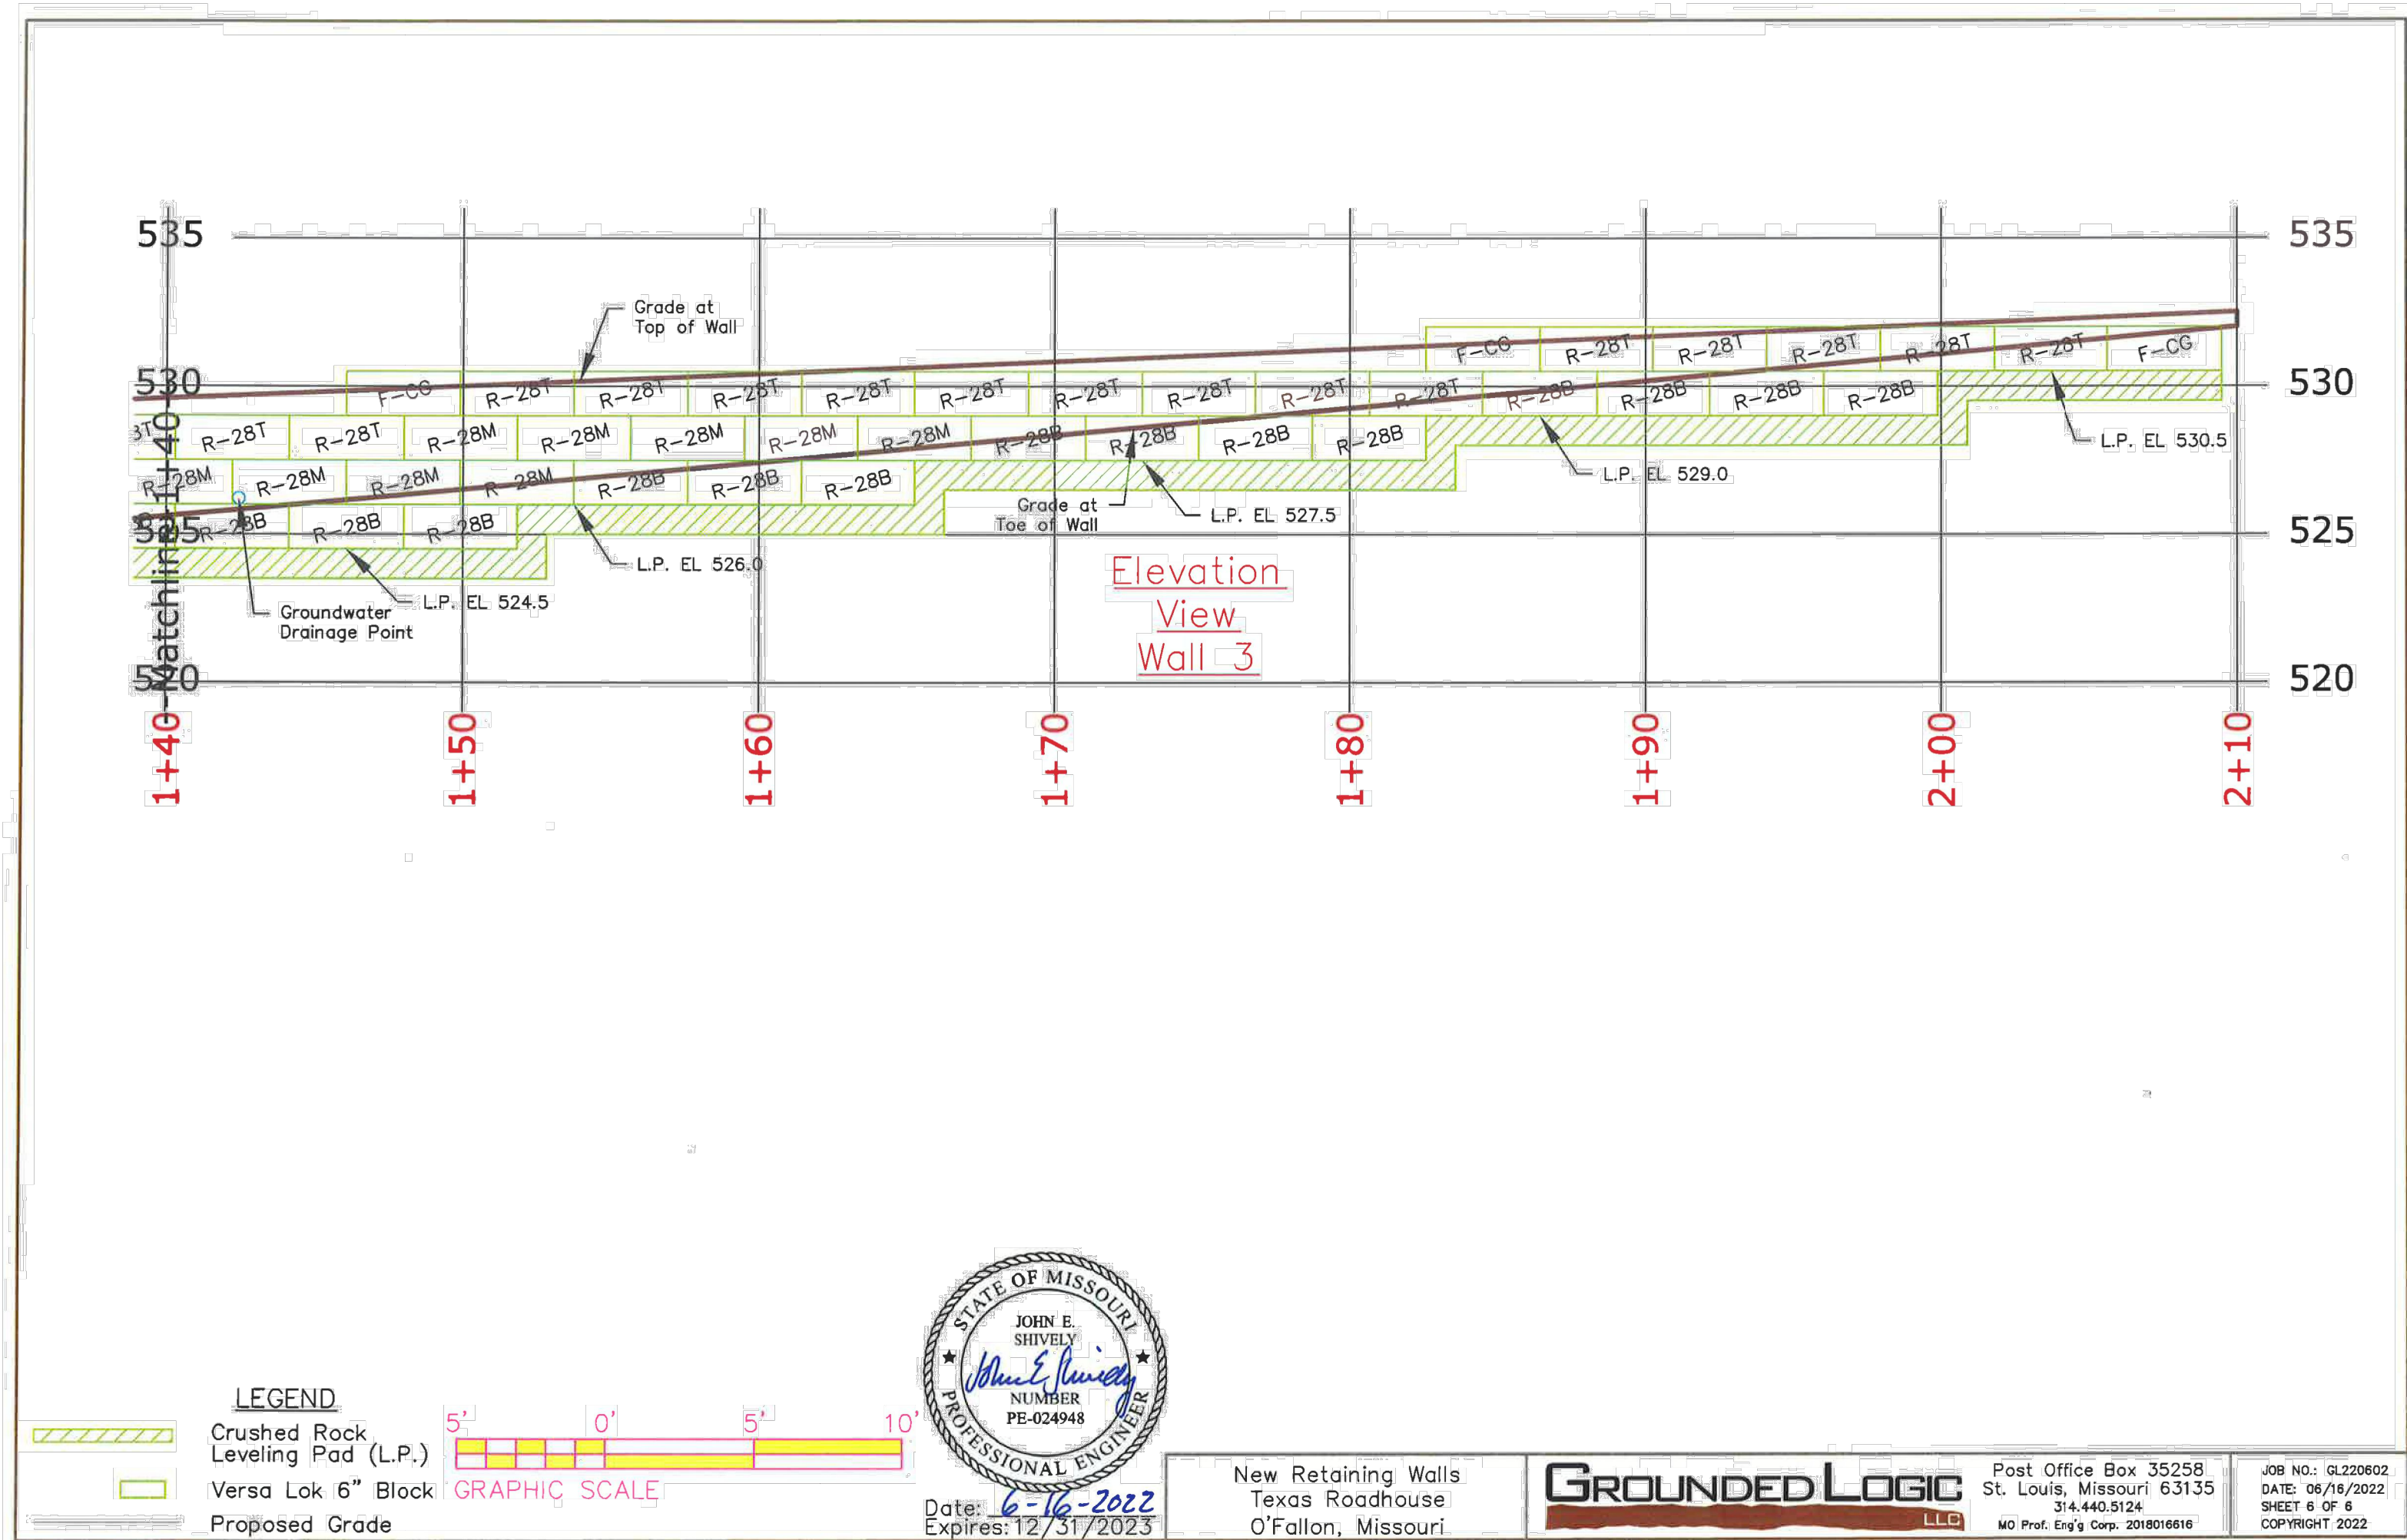 535
535
Grade at
Top of Wall
530
530
F-CG R-28T R-28T R-28T R-28T R-28T F-CG
F-CG R-28T R-28T R-28T R-28T R-28T R-28T R-28T R-28T R-28T R-28B R-28B R-28B R-28B
R-28T R-28T R-28M R-28M R-28M R-28M R-28M R-28B R-28B R-28B R-28B
R-28M R-28M R-28M R-28M R-28B R-28B R-28B
R-28B R-28B R-28B
L.P. EL 530.5
L.P. EL 529.0
Grade at
Toe of Wall
L.P. EL 527.5
525
525
L.P. EL 526.0
L.P. EL 524.5
Groundwater
Drainage Point
Matchline 1+40
Elevation
View
Wall 3
520
520
1+40
1+50
1+60
1+70
1+80
1+90
2+00
2+10
LEGEND
Crushed Rock
Leveling Pad (L.P.)
Versa Lok 6" Block
Proposed Grade
5' 0' 5' 10'
GRAPHIC SCALE
STATE OF MISSOURI
JOHN E.
SHIVELY
John E Shively
NUMBER
PE-024948
PROFESSIONAL ENGINEER
Date: 6-16-2022
Expires: 12/31/2023
New Retaining Walls
Texas Roadhouse
O'Fallon, Missouri
GROUNDED LOGIC
LLC
Post Office Box 35258
St. Louis, Missouri 63135
314.440.5124
MO Prof. Eng'g Corp. 2018016616
JOB NO.: GL220602
DATE: 06/16/2022
SHEET 6 OF 6
COPYRIGHT 2022